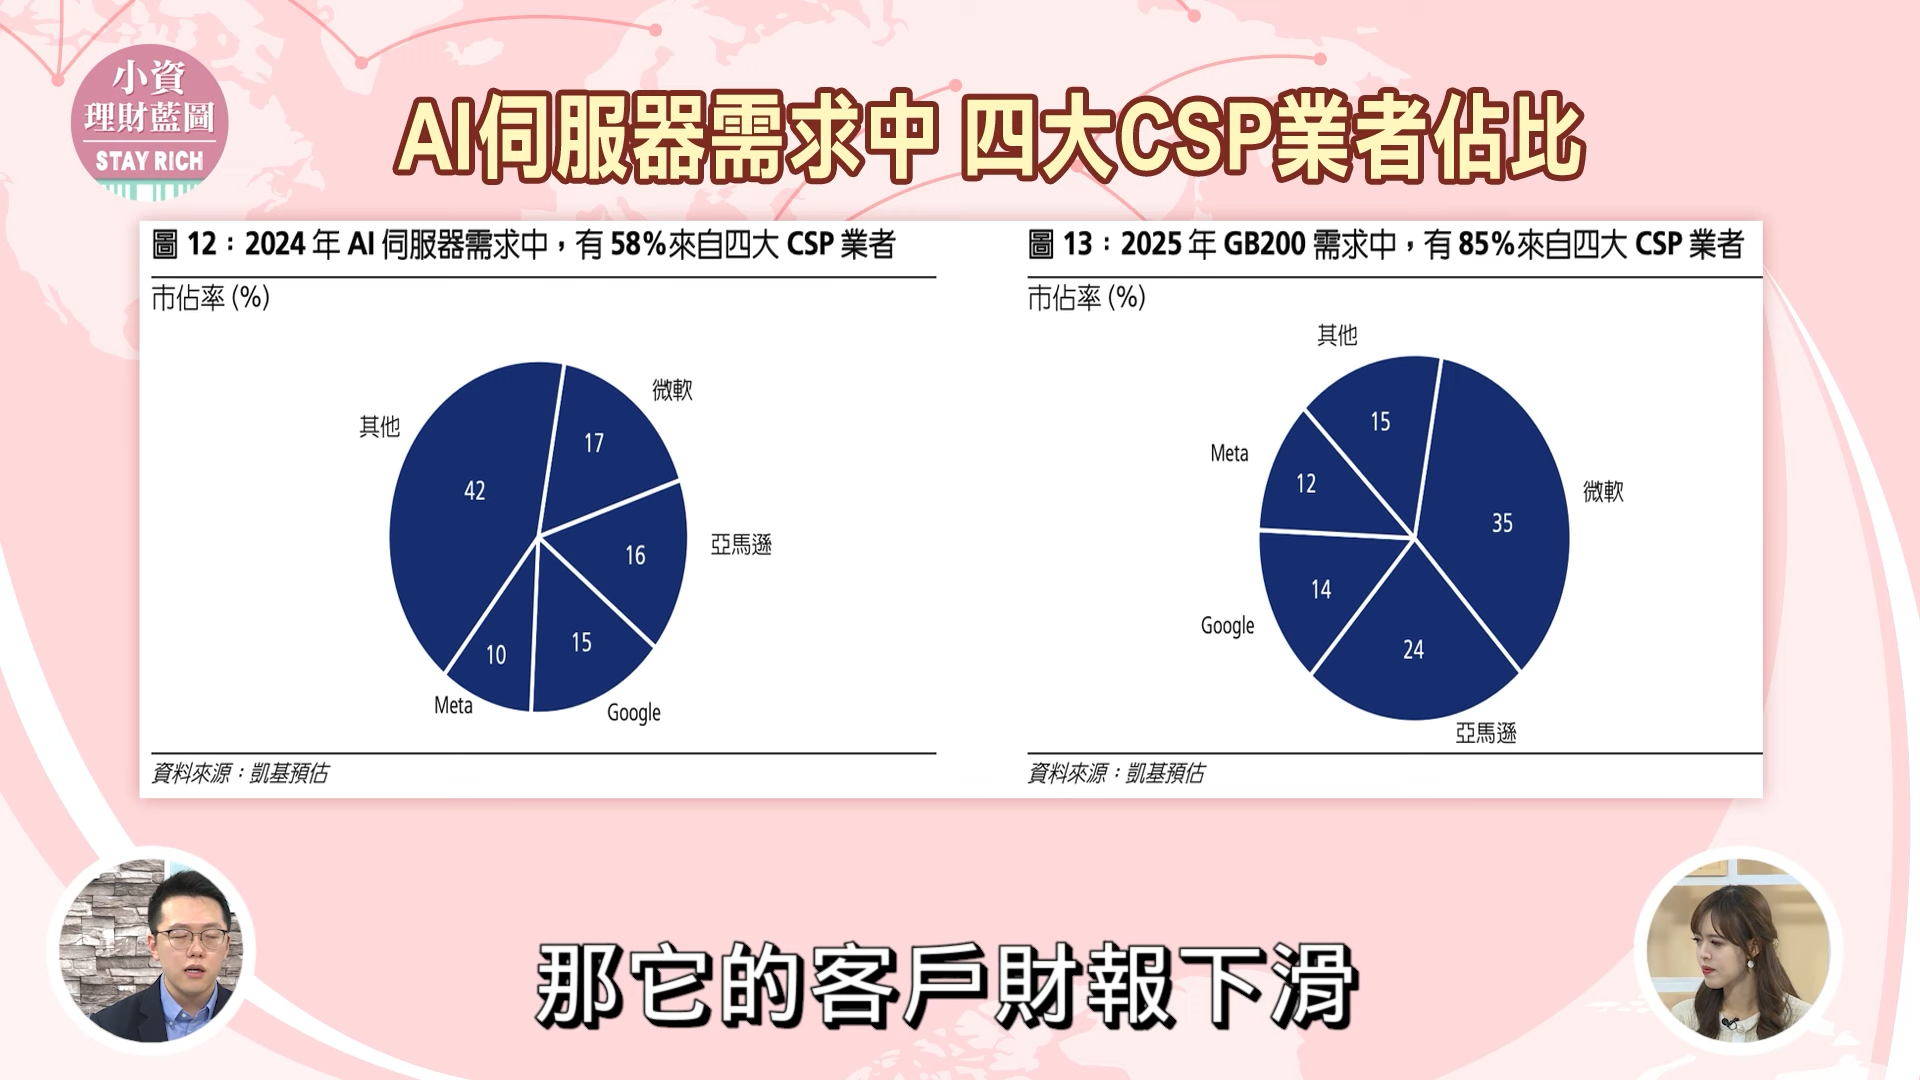 小資
理財藍圖
STAY RICH
AI伺服器需求中 四大CSP業者佔比
圖 12：2024 年 AI 伺服器需求中，有 58%來自四大 CSP 業者
市佔率 (%)
其他
微軟
17
42
亞馬遜
16
15
10
Meta
Google
資料來源：凱基預估
圖 13：2025 年 GB200 需求中，有 85%來自四大 CSP 業者
市佔率 (%)
其他
15
Meta
12
微軟
35
14
Google
24
亞馬遜
資料來源：凱基預估
那它的客戶財報下滑